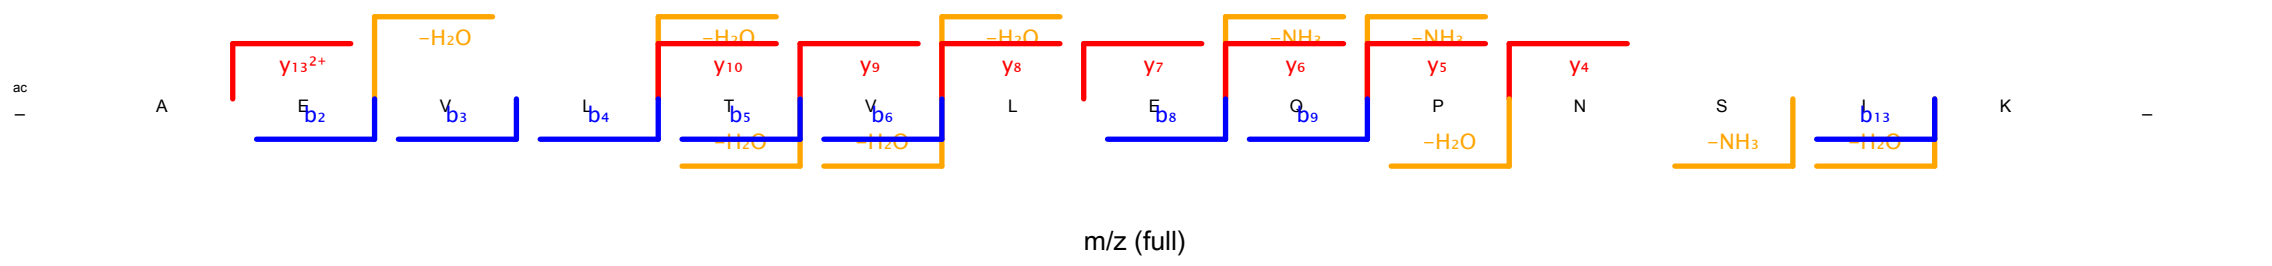 −H₂O −H₂O −H₂O −NH₃ −NH₃
y₁₃²⁺ y₁₀ y₉ y₈ y₇ y₆ y₅ y₄
ac
_ A E V L T V L E Q P N S I K _
b₂ b₃ b₄ b₅ b₆ b₈ b₉ b₁₃
−H₂O −H₂O −H₂O −NH₃ −H₂O
m/z (full)